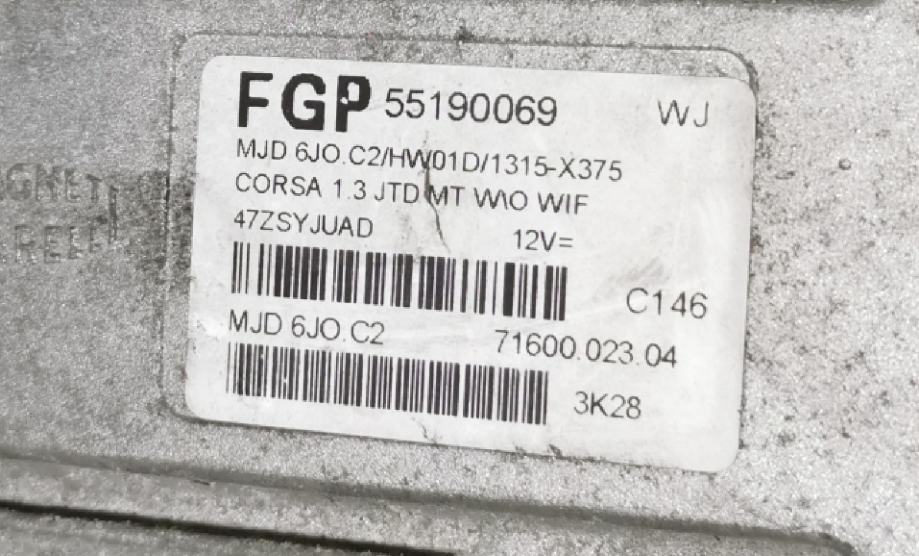 FGP 55190069 WJ
MJD 6JO.C2/HW01D/1315-X375
CORSA 1.3 JTD MT W\O WIF
47ZSYJUAD 12V=
C146
MJD 6JO.C2 71600.023.04
3K28